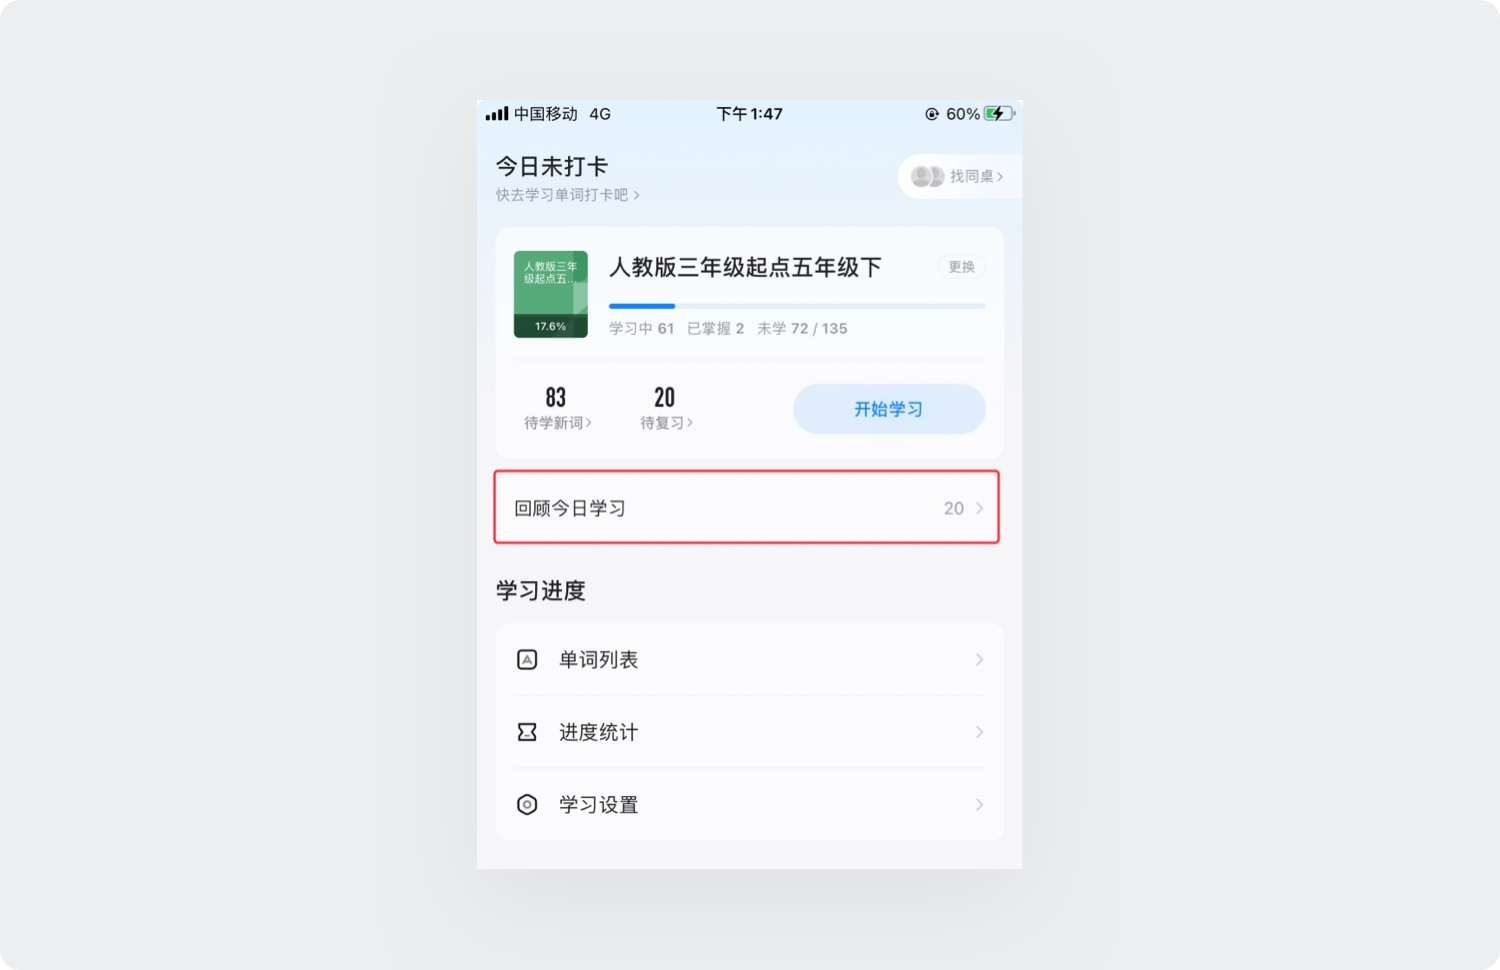 中国移动 4G 下午1:47 60%
今日未打卡
快去学习单词打卡吧
找同桌
人教版三年
级起点五...
17.6%
人教版三年级起点五年级下
更换
学习中 61 已掌握 2 未学 72 / 135
83
待学新词
20
待复习
开始学习
回顾今日学习 20
学习进度
单词列表
进度统计
学习设置